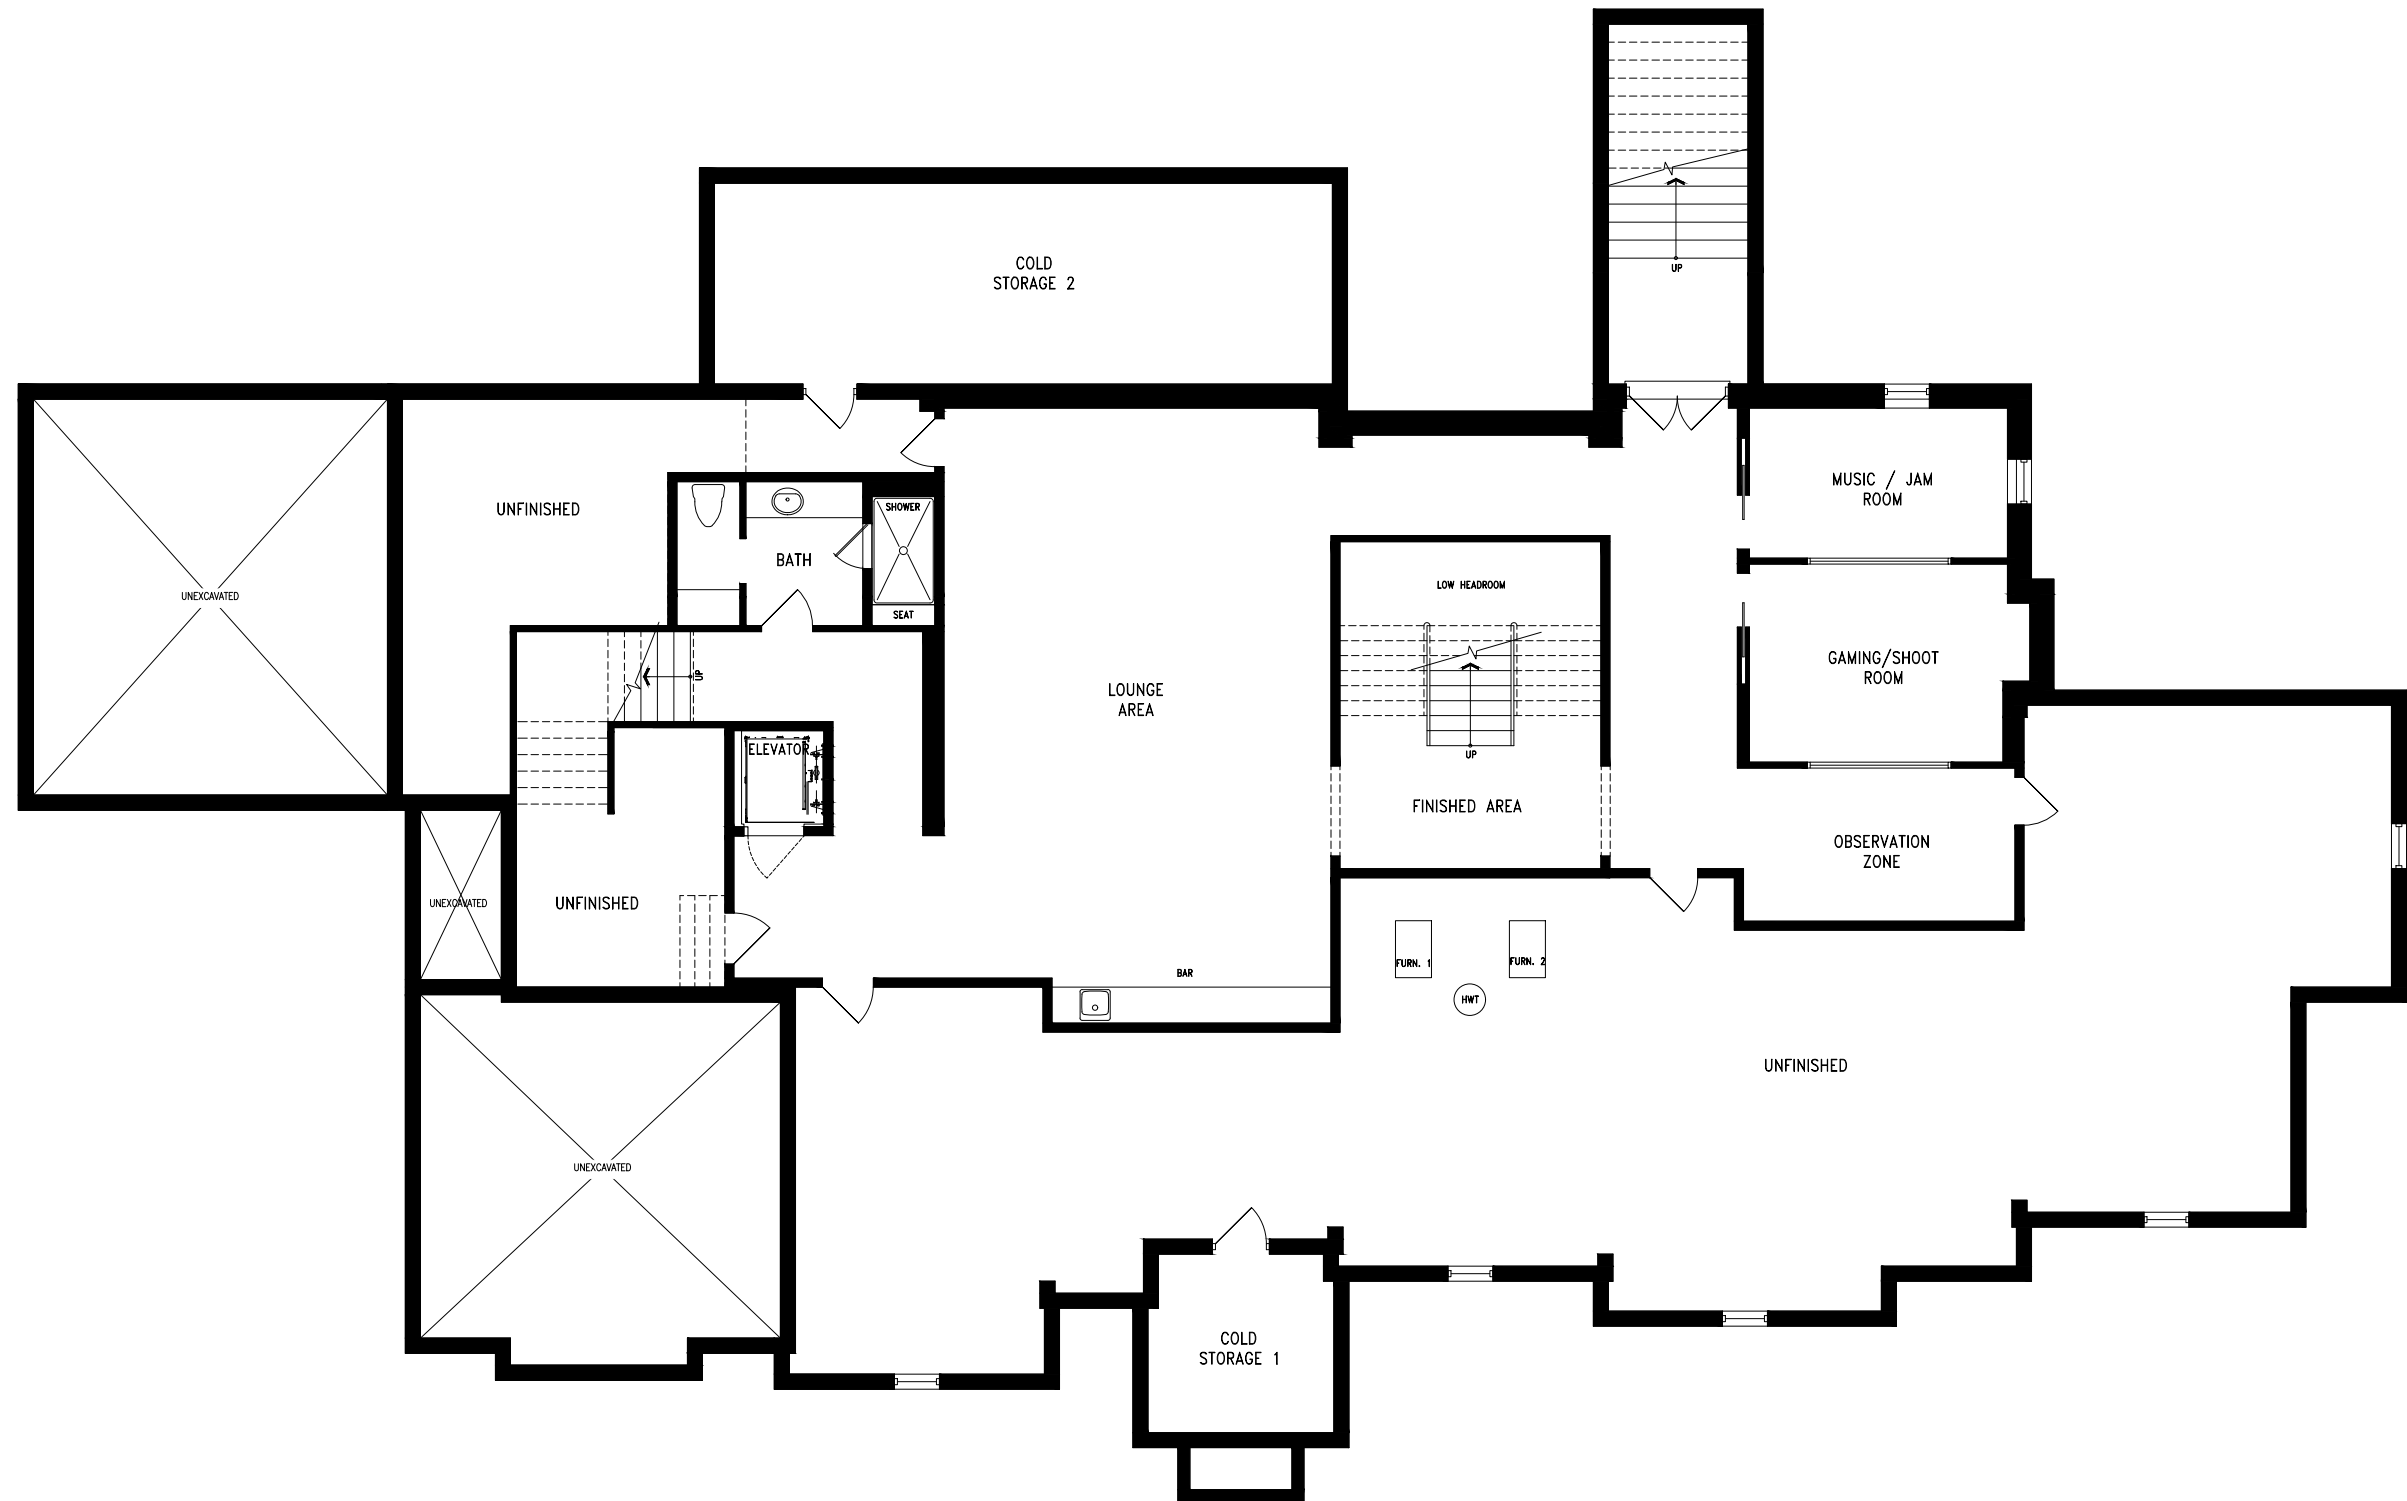 UP
COLD
STORAGE 2
MUSIC / JAM
ROOM
UNFINISHED
SHOWER
BATH
LOW HEADROOM
UNEXCAVATED
SEAT
GAMING/SHOOT
ROOM
UP
LOUNGE
AREA
ELEVATOR
UP
FINISHED AREA
OBSERVATION
ZONE
UNEXCAVATED
UNFINISHED
FURN. 1
FURN. 2
BAR
HWT
UNFINISHED
UNEXCAVATED
COLD
STORAGE 1